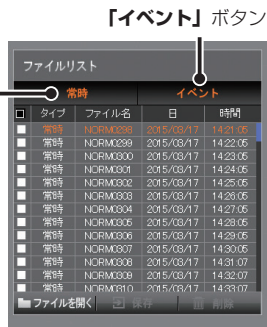 「イベント」ボタン
ファイルリスト
常時 イベント
タイプ ファイル名 日 時間
常時 NORM0298 2015/03/17 14:21:05
常時 NORM0299 2015/03/17 14:22:05
常時 NORM0300 2015/03/17 14:23:05
常時 NORM0301 2015/03/17 14:24:05
常時 NORM0302 2015/03/17 14:25:05
常時 NORM0303 2015/03/17 14:26:05
常時 NORM0304 2015/03/17 14:27:05
常時 NORM0305 2015/03/17 14:28:05
常時 NORM0306 2015/03/17 14:29:05
常時 NORM0307 2015/03/17 14:30:05
常時 NORM0308 2015/03/17 14:31:07
常時 NORM0309 2015/03/17 14:32:07
常時 NORM0310 2015/03/17 14:33:07
ファイルを開く 保存 削除